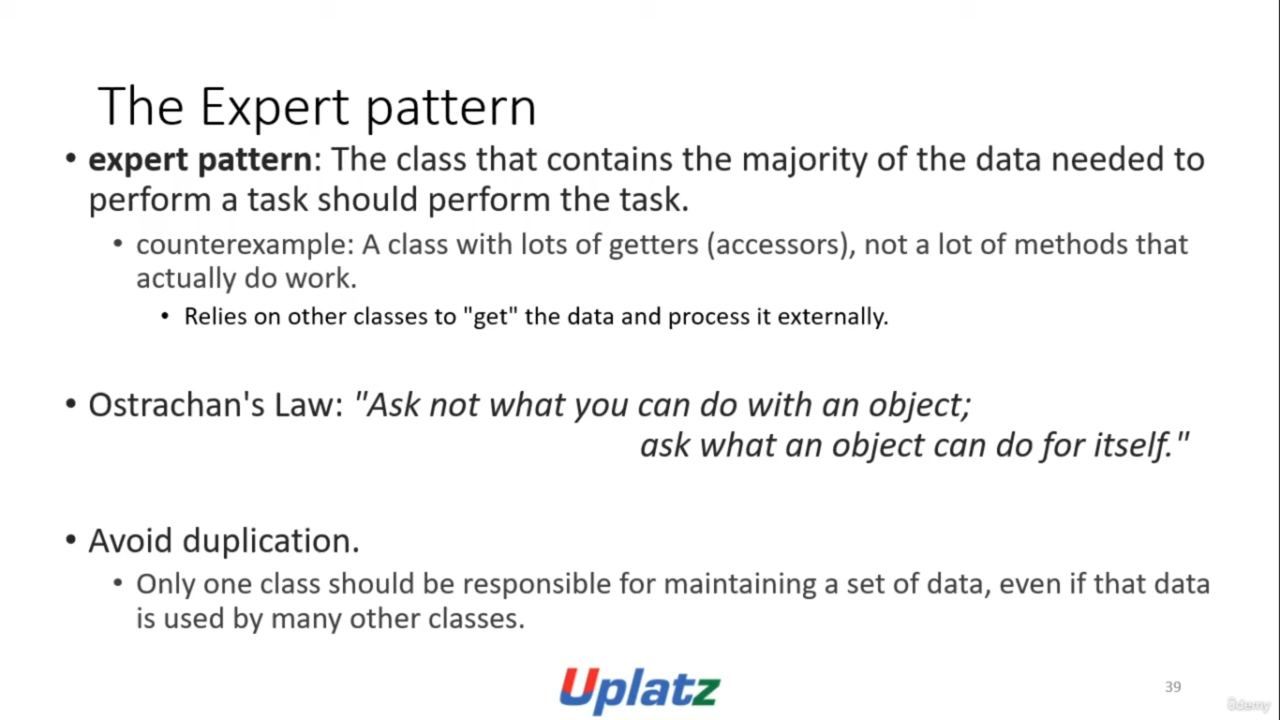 The Expert pattern
• expert pattern: The class that contains the majority of the data needed to
perform a task should perform the task.
• counterexample: A class with lots of getters (accessors), not a lot of methods that
actually do work.
• Relies on other classes to "get" the data and process it externally.
• Ostrachan's Law: "Ask not what you can do with an object;
ask what an object can do for itself."
• Avoid duplication.
• Only one class should be responsible for maintaining a set of data, even if that data
is used by many other classes.
Uplatz
39
ûdemy